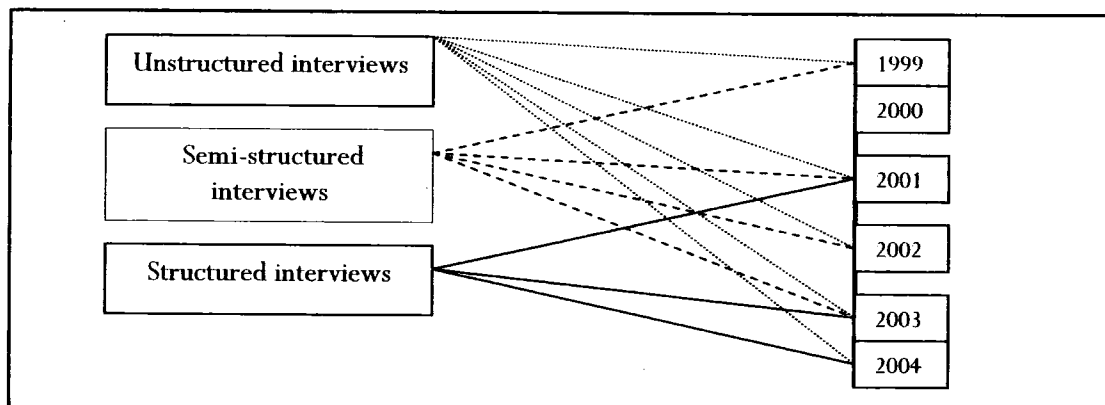 Unstructured interviews
Semi-structured
interviews
Structured interviews
1999
2000
2001
2002
2003
2004